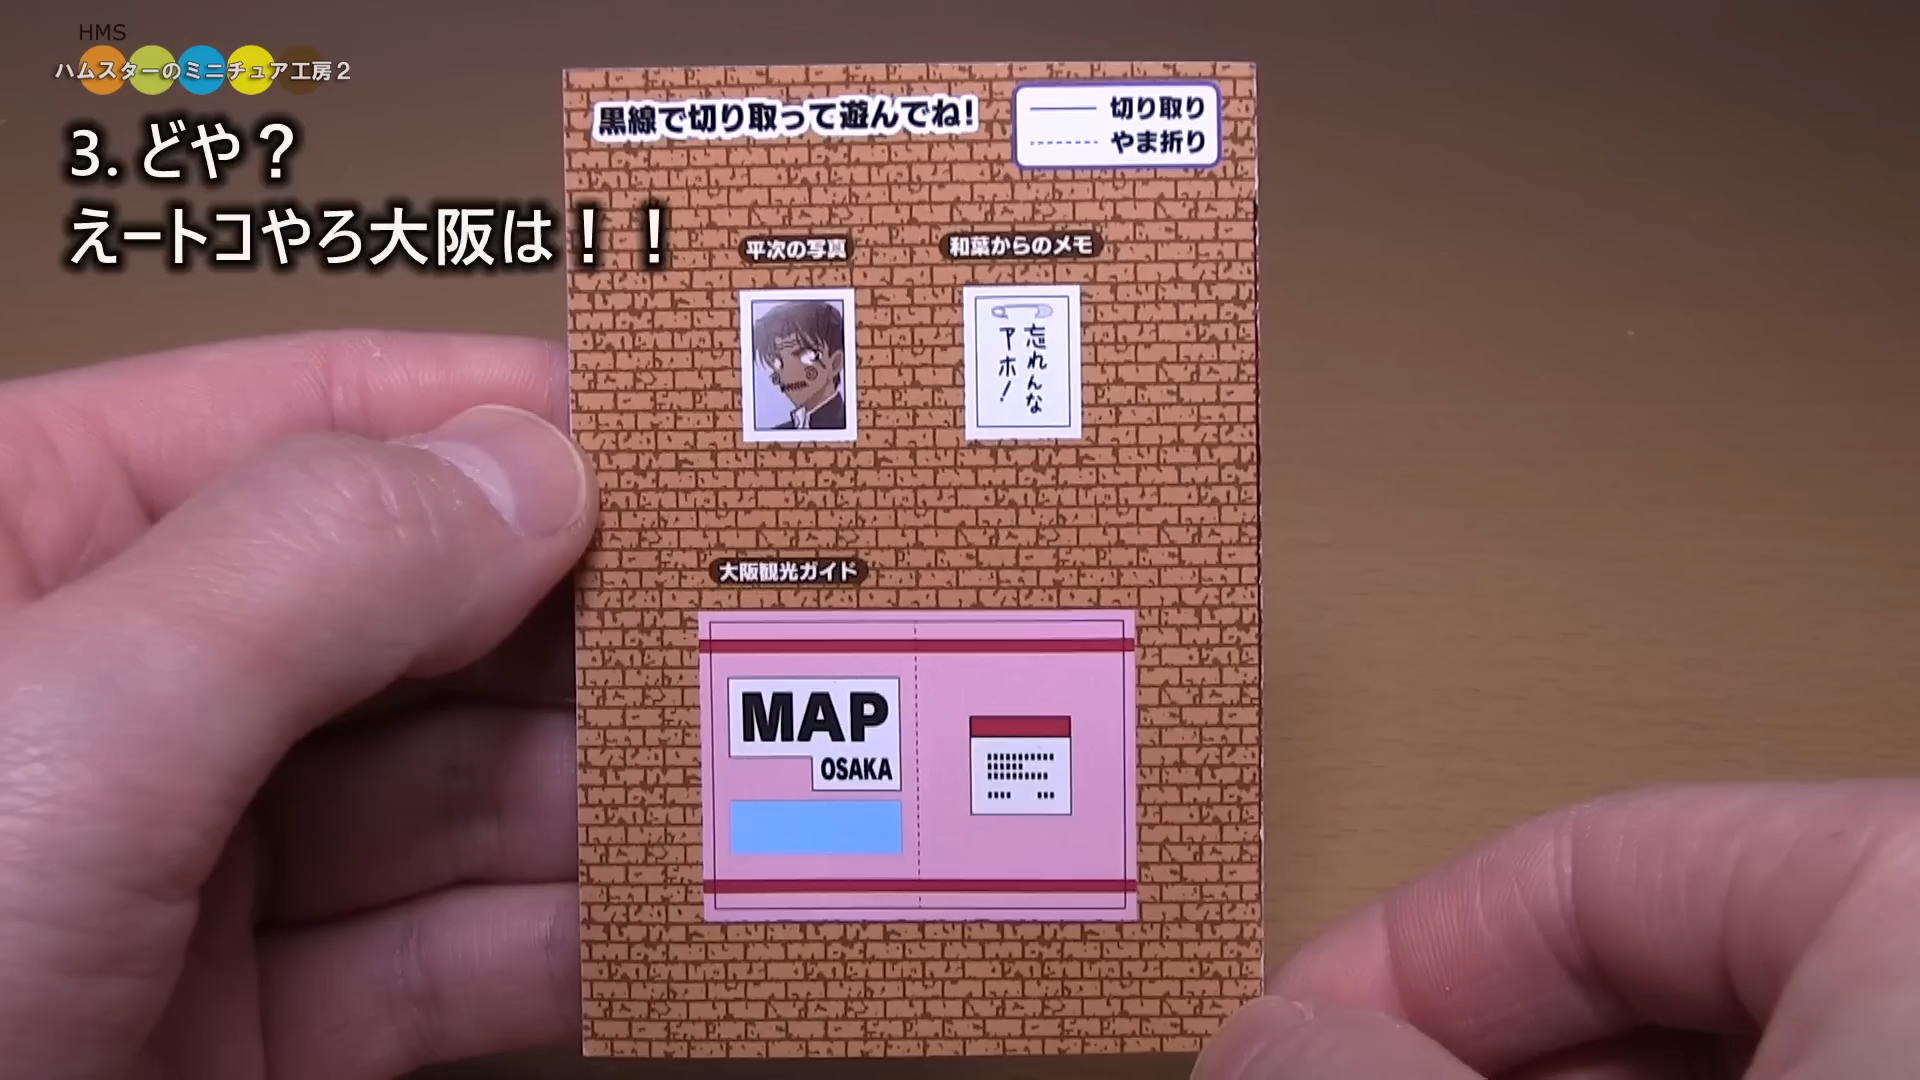 HMS
ハムスターのミニチュア工房2
3. どや？
えートコやろ大阪は！！
黒線で切り取って遊んでね!
切り取り
やま折り
平次の写真
和葉からのメモ
忘れんな
アホ!
大阪観光ガイド
MAP
OSAKA